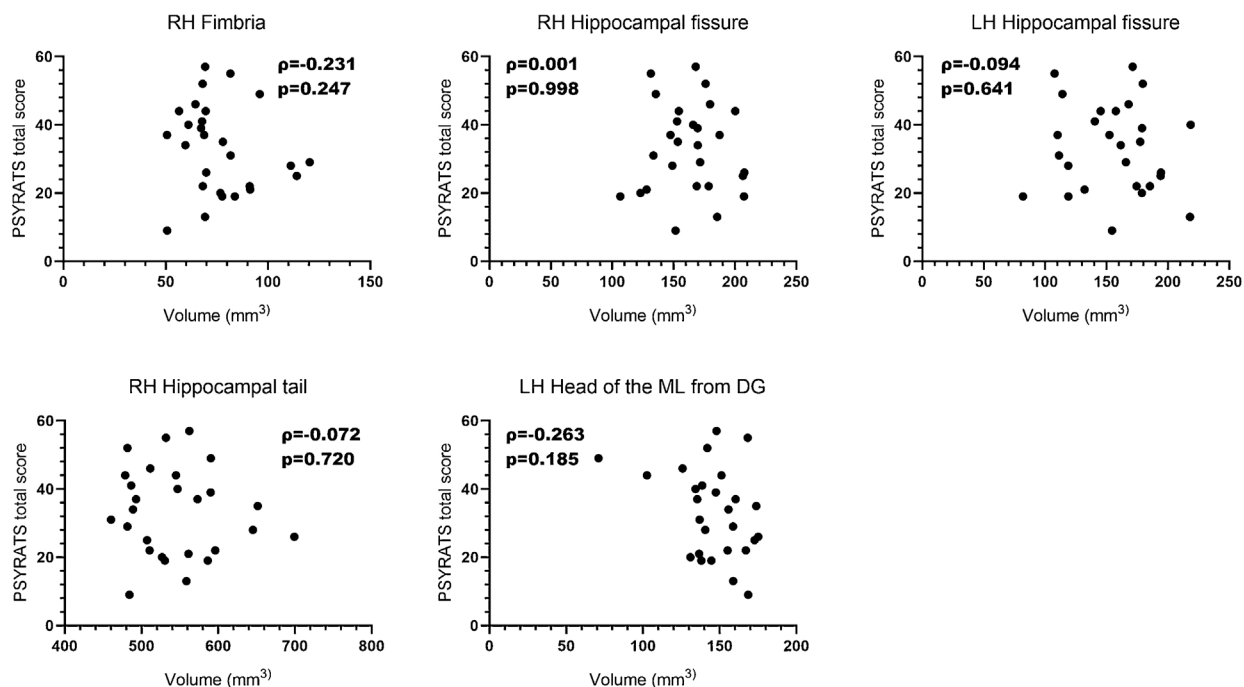 RH Fimbria
ρ=-0.231
p=0.247
PSYRATS total score
60
40
20
0
0 50 100 150
Volume (mm³)
RH Hippocampal fissure
ρ=0.001
p=0.998
PSYRATS total score
60
40
20
0
0 50 100 150 200 250
Volume (mm³)
LH Hippocampal fissure
ρ=-0.094
p=0.641
PSYRATS total score
60
40
20
0
0 50 100 150 200 250
Volume (mm³)
RH Hippocampal tail
ρ=-0.072
p=0.720
PSYRATS total score
60
40
20
0
400 500 600 700 800
Volume (mm³)
LH Head of the ML from DG
ρ=-0.263
p=0.185
PSYRATS total score
60
40
20
0
0 50 100 150 200
Volume (mm³)